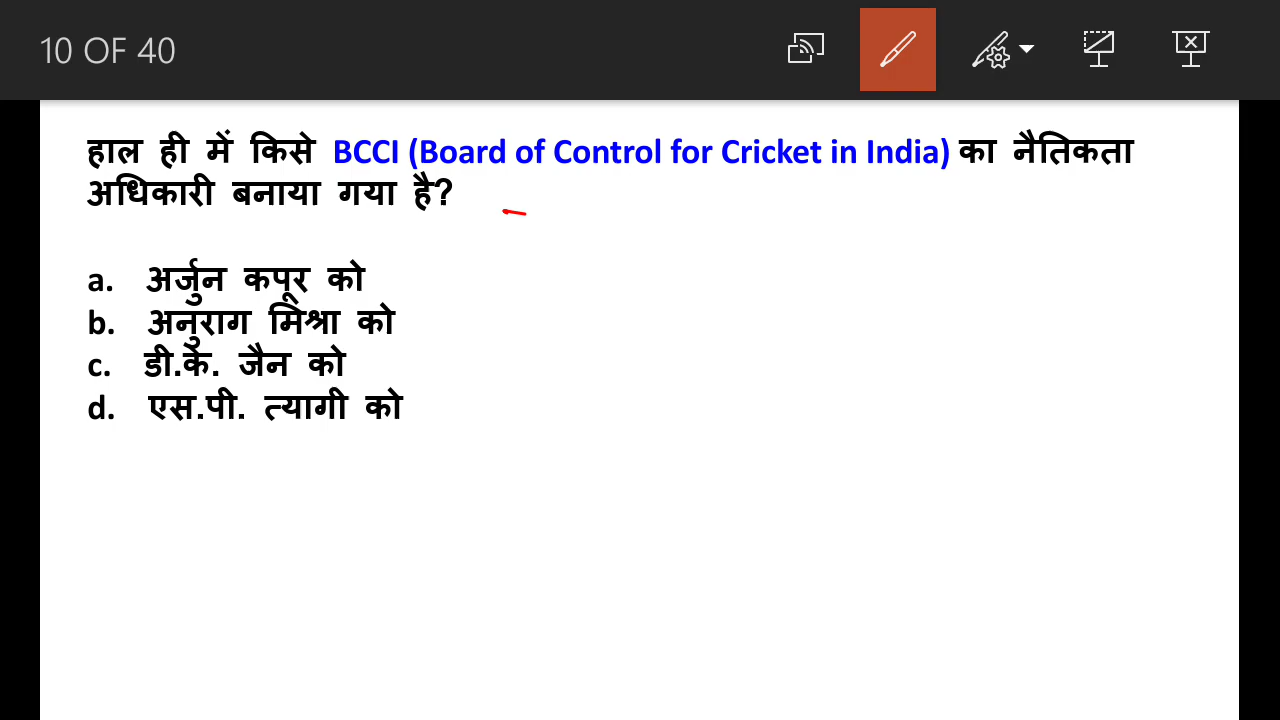 10 OF 40
हाल ही में किसे BCCI (Board of Control for Cricket in India) का नैतिकता
अधिकारी बनाया गया है?
a. अर्जुन कपूर को
b. अनुराग मिश्रा को
c. डी.के. जैन को
d. एस.पी. त्यागी को